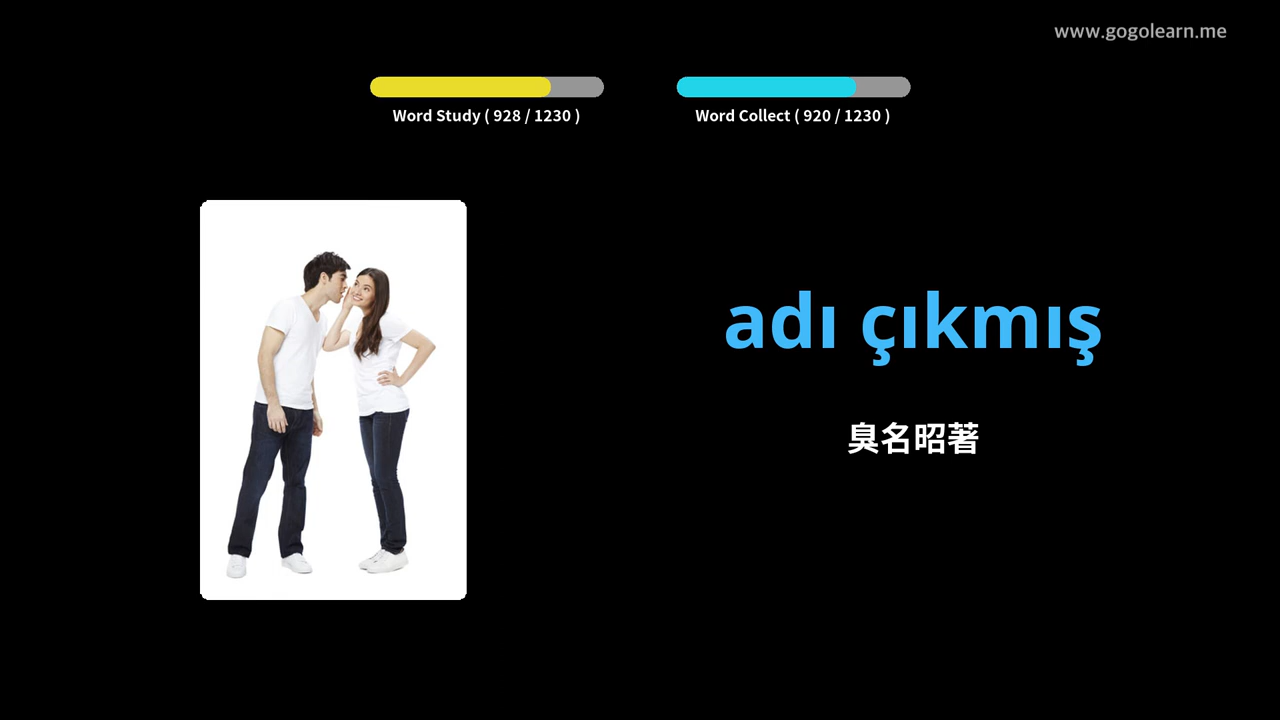 www.gogolearn.me
Word Study ( 928 / 1230 )
Word Collect ( 920 / 1230 )
adı çıkmış
臭名昭著